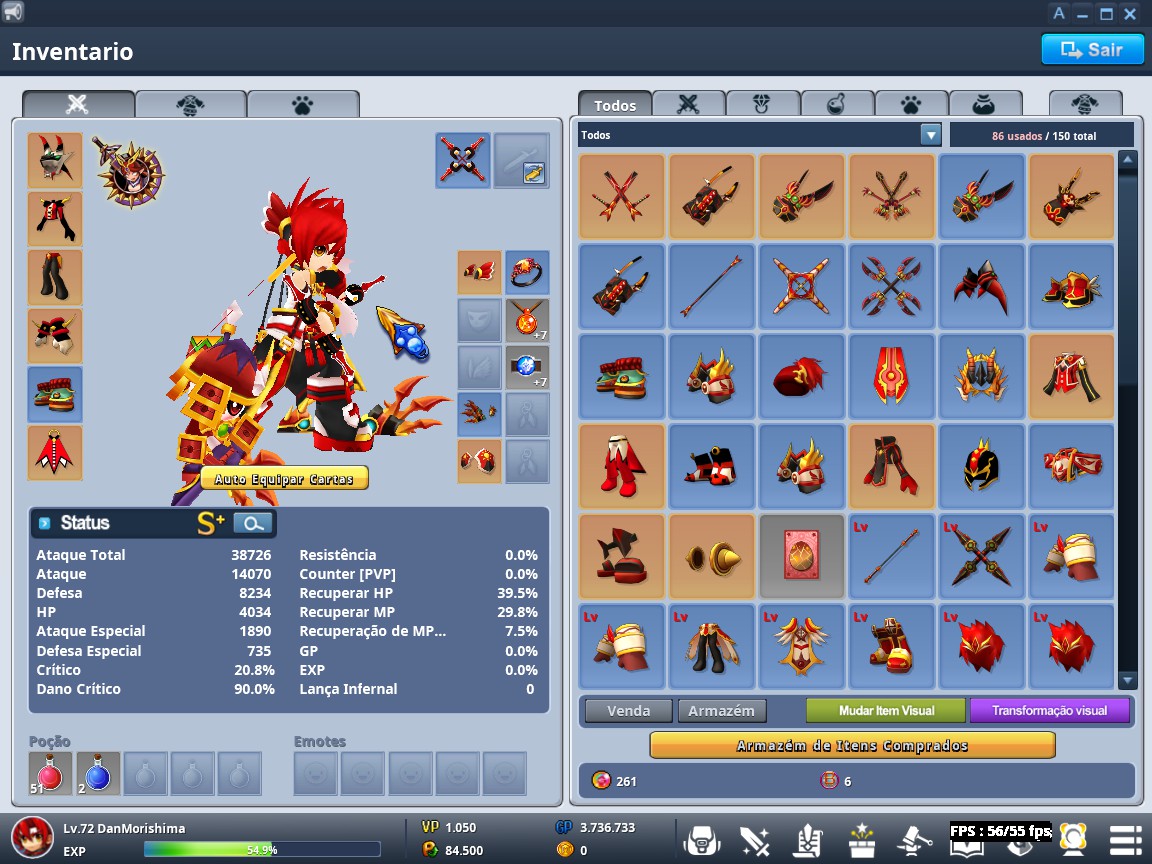 A
Inventario
Sair
Todos
Todos
86 usados / 150 total
+7
+7
Auto Equipar Cartas
Status
S+
Ataque Total 38726
Resistência 0.0%
Ataque 14070
Counter [PVP] 0.0%
Defesa 8234
Recuperar HP 39.5%
HP 4034
Recuperar MP 29.8%
Ataque Especial 1890
Recuperação de MP... 7.5%
Defesa Especial 735
GP 0.0%
Crítico 20.8%
EXP 0.0%
Dano Crítico 90.0%
Lança Infernal 0
Lv
Lv
Lv
Lv
Lv
Lv
Lv
Lv
Lv
Venda
Armazém
Mudar Item Visual
Transformação visual
Armazém de Itens Comprados
261
6
Poção
Emotes
51
2
Lv.72 DanMorishima
EXP
54.9%
VP 1.050
GP 3.736.733
84.500
0
FPS : 56/55 fps